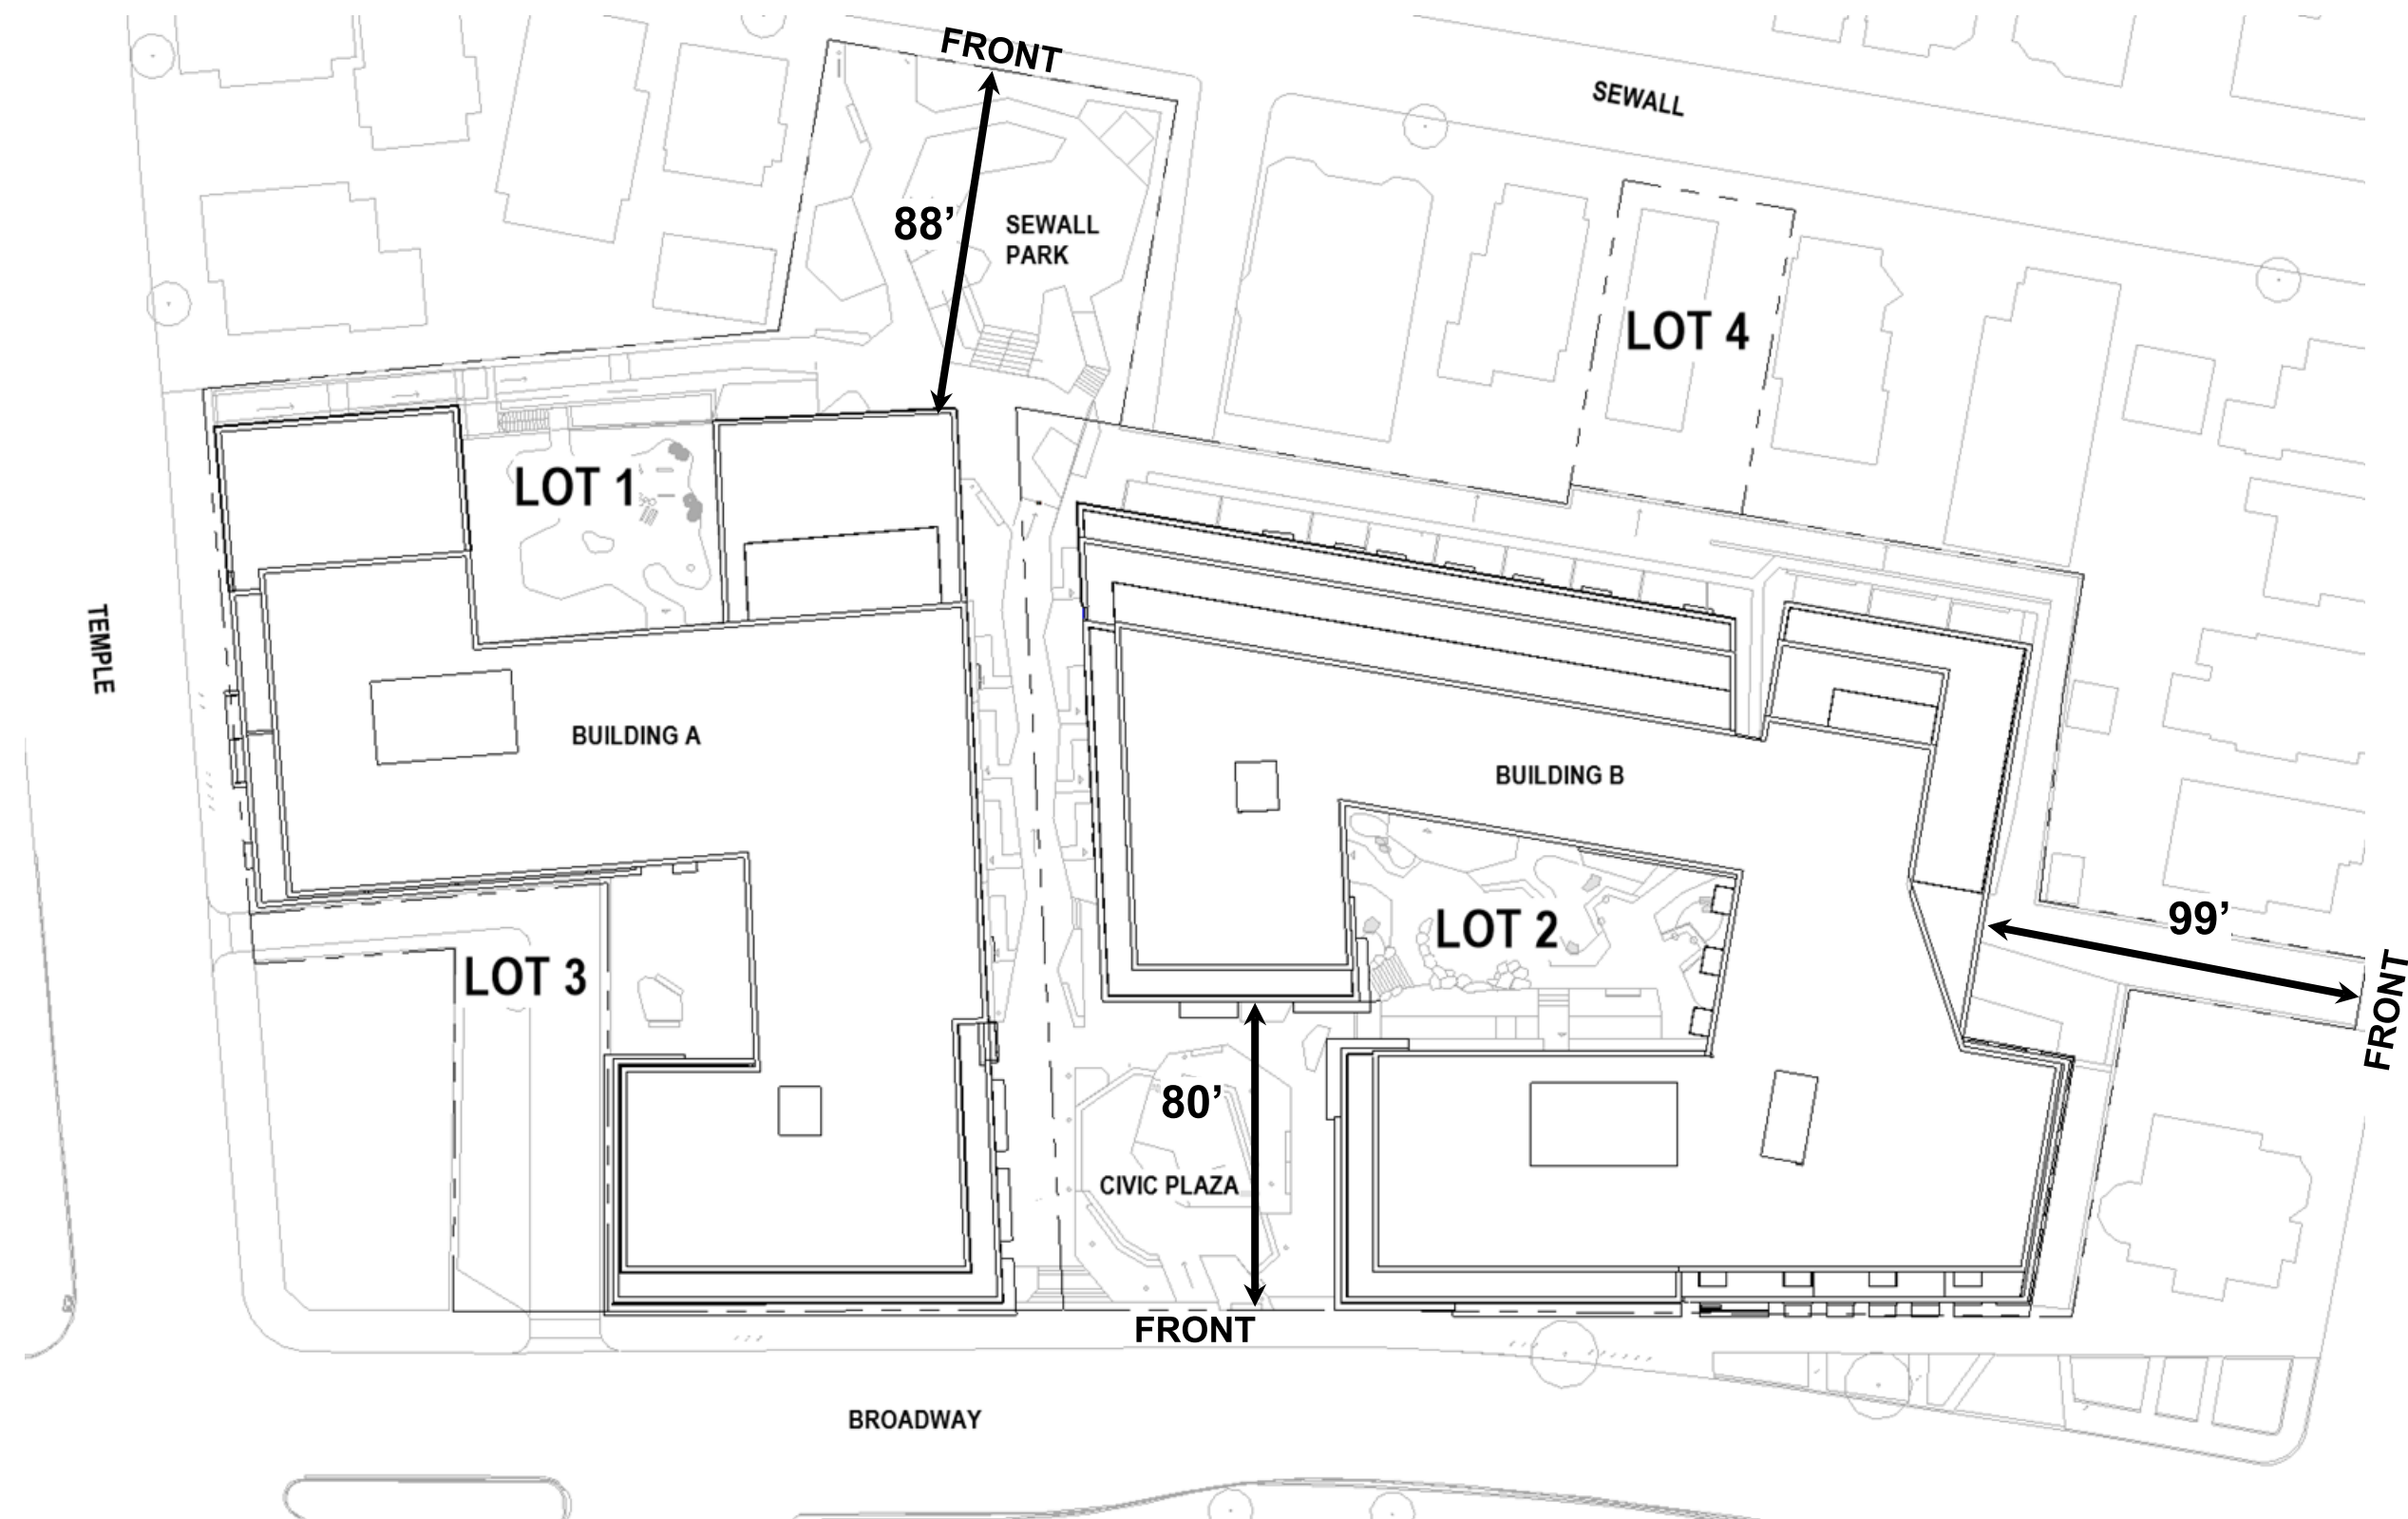 FRONT
SEWALL
88’
SEWALL
PARK
LOT 4
LOT 1
TEMPLE
BUILDING A
BUILDING B
LOT 2
99’
LOT 3
FRONT
80’
CIVIC PLAZA
FRONT
BROADWAY